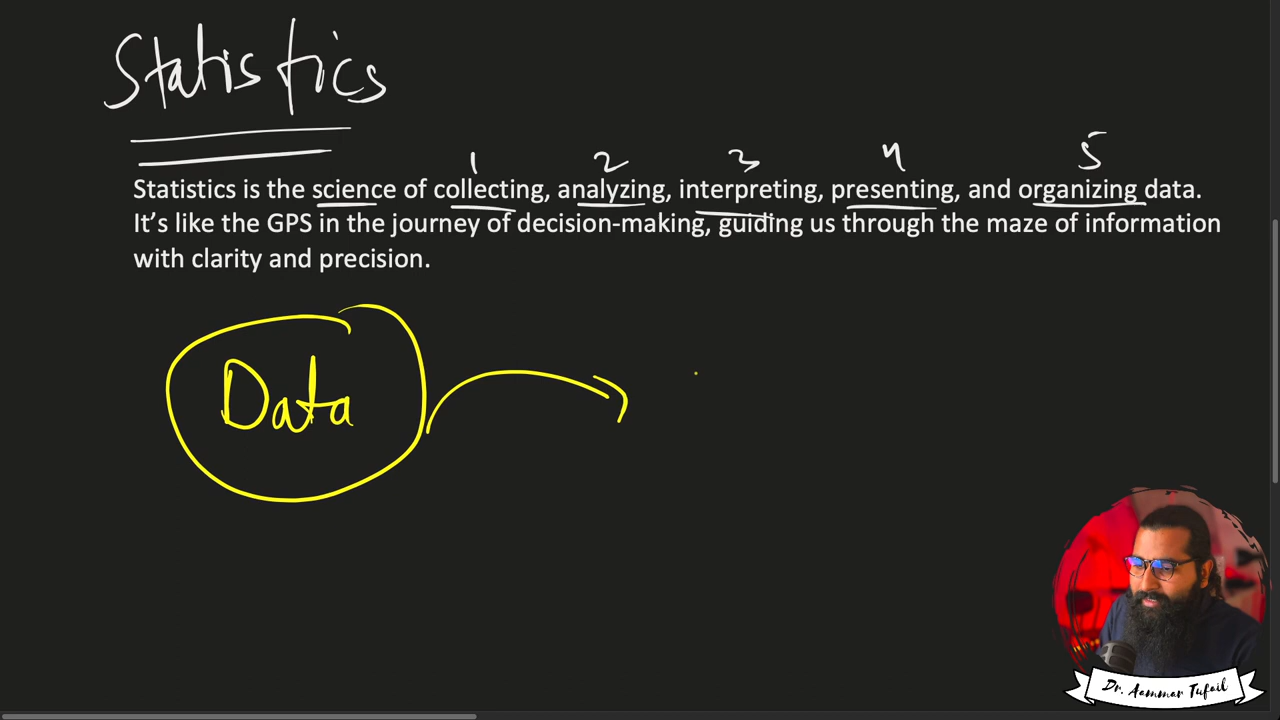 Statistics
1 2 3 4 5
Statistics is the science of collecting, analyzing, interpreting, presenting, and organizing data.
It’s like the GPS in the journey of decision-making, guiding us through the maze of information
with clarity and precision.
Data
Dr. Aammar Tufail